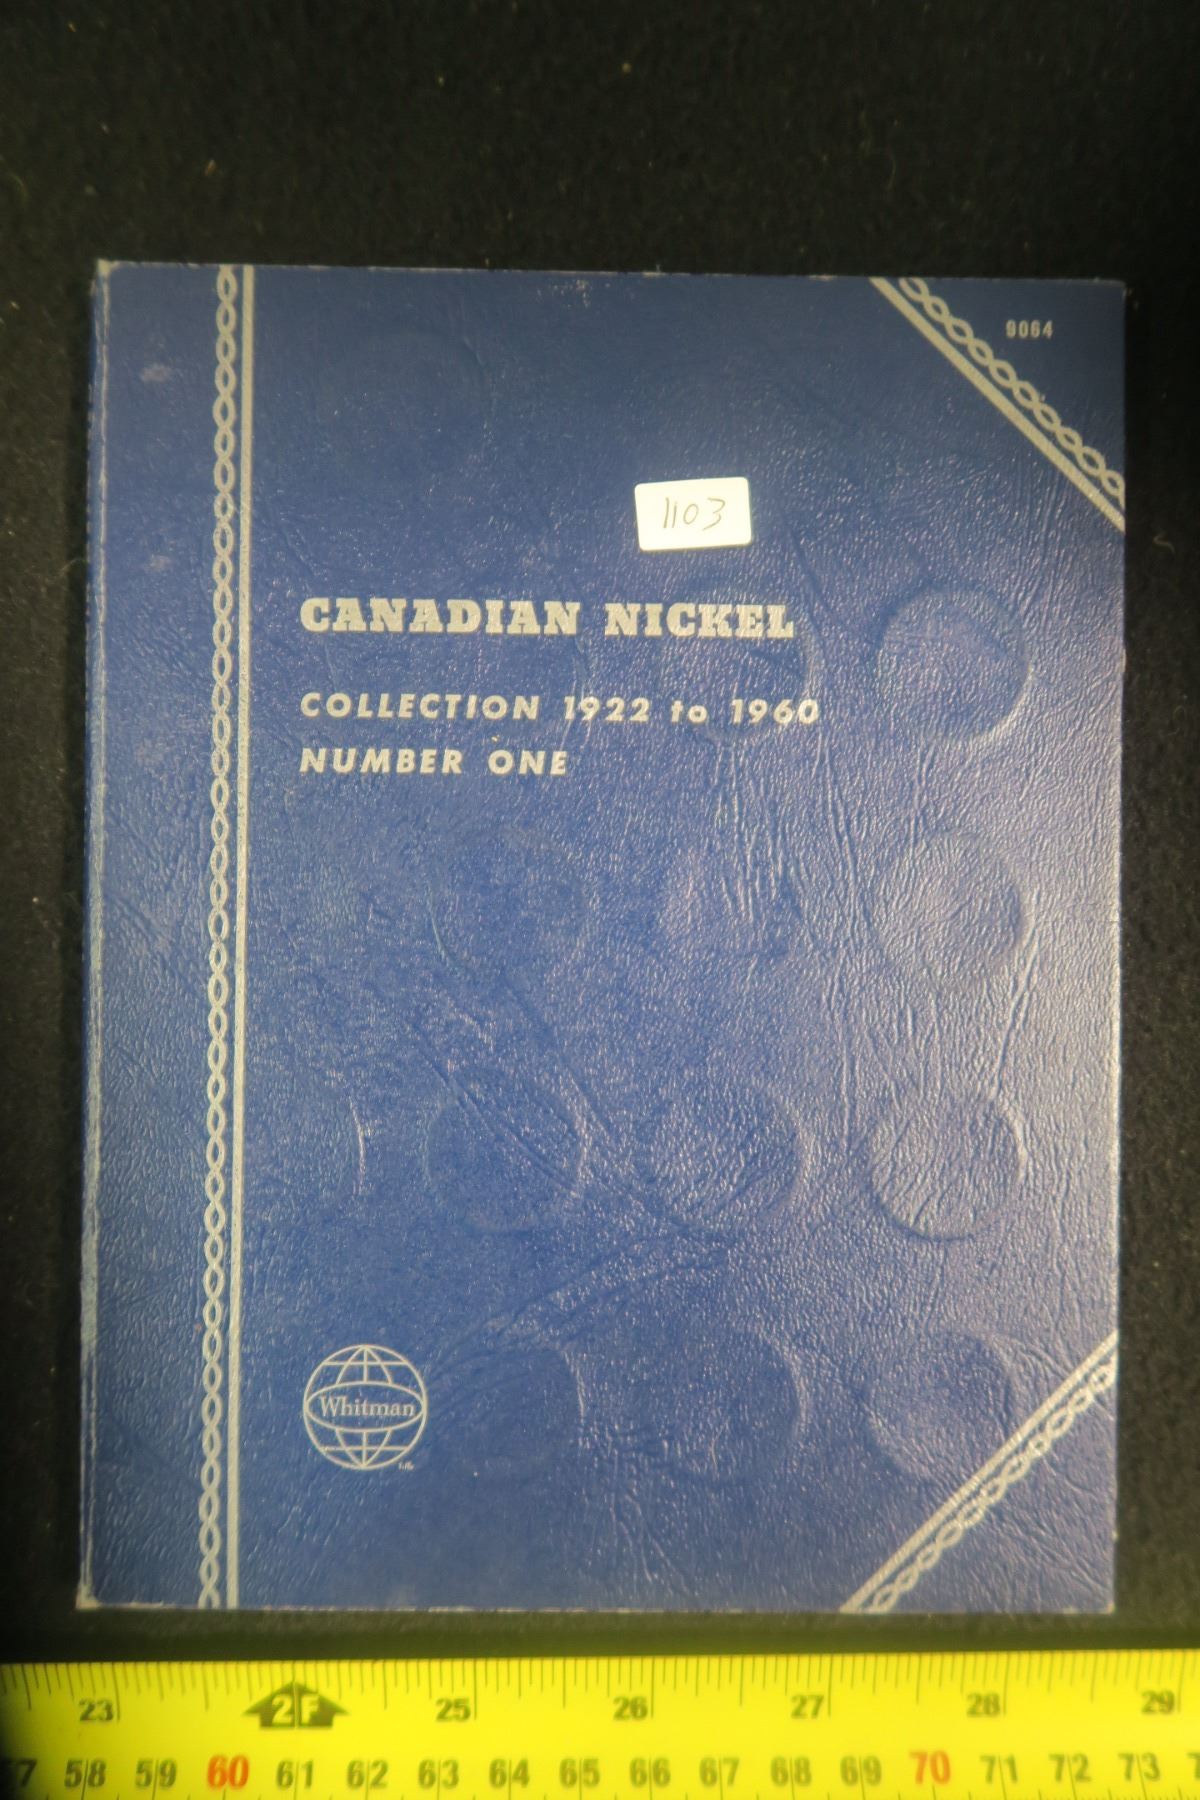 9064
1103
CANADIAN NICKEL
COLLECTION 1922 to 1960
NUMBER ONE
Whitman
23 2F 25 26 27 28 29
58 59 60 61 62 63 64 65 66 67 68 69 70 71 72 73